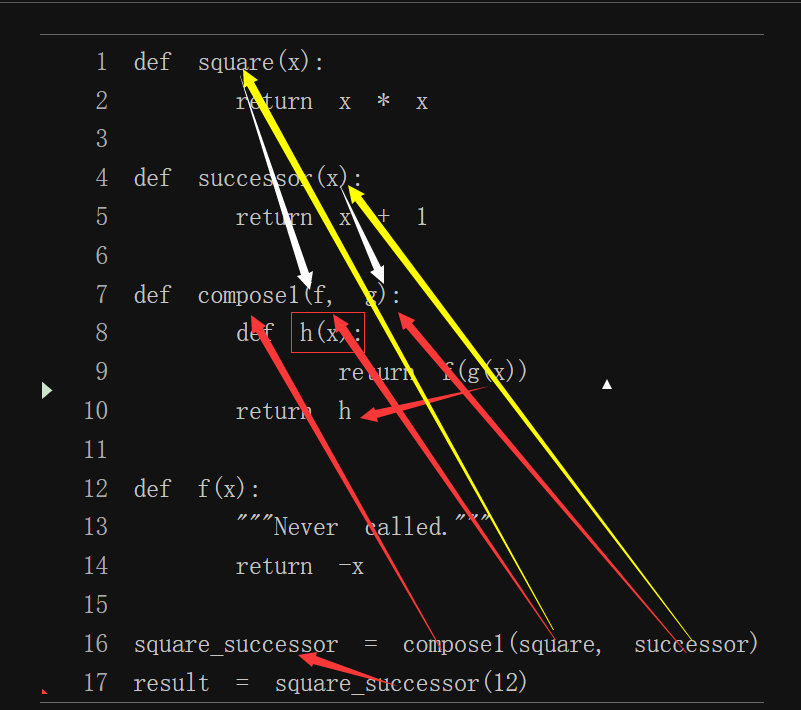 1 def square(x):
2 return x * x
3
4 def successor(x):
5 return x + 1
6
7 def compose1(f, g):
8 def h(x):
9 return f(g(x))
10 return h
11
12 def f(x):
13 """Never called."""
14 return -x
15
16 square_successor = compose1(square, successor)
17 result = square_successor(12)